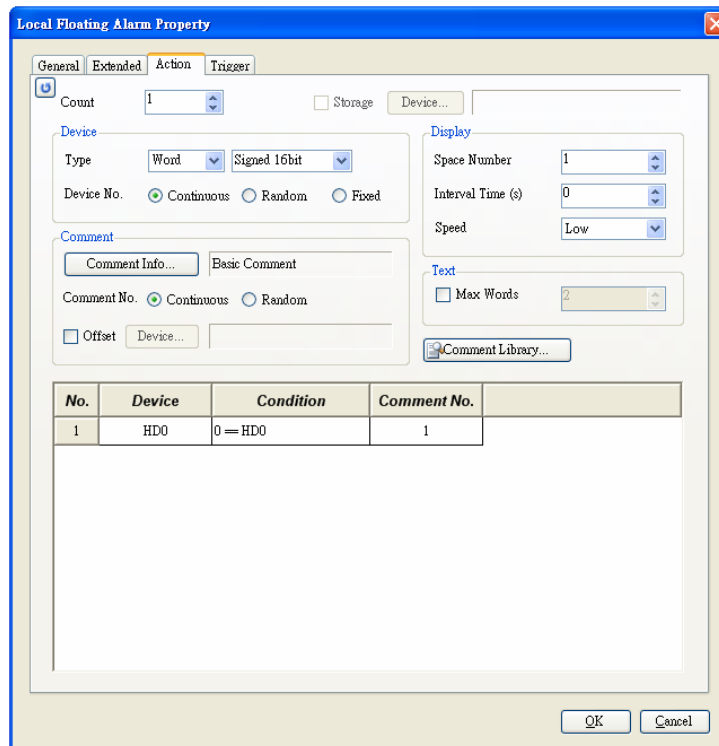 Local Floating Alarm Property
General Extended Action Trigger
Count 1 Storage Device...
Device
Type Word Signed 16bit
Device No. Continuous Random Fixed
Display
Space Number 1
Interval Time (s) 0
Speed Low
Comment
Comment Info... Basic Comment
Comment No. Continuous Random
Offset Device...
Text
Max Words 2
Comment Library...
No. Device Condition Comment No.
1 HD0 0 == HD0 1
OK Cancel